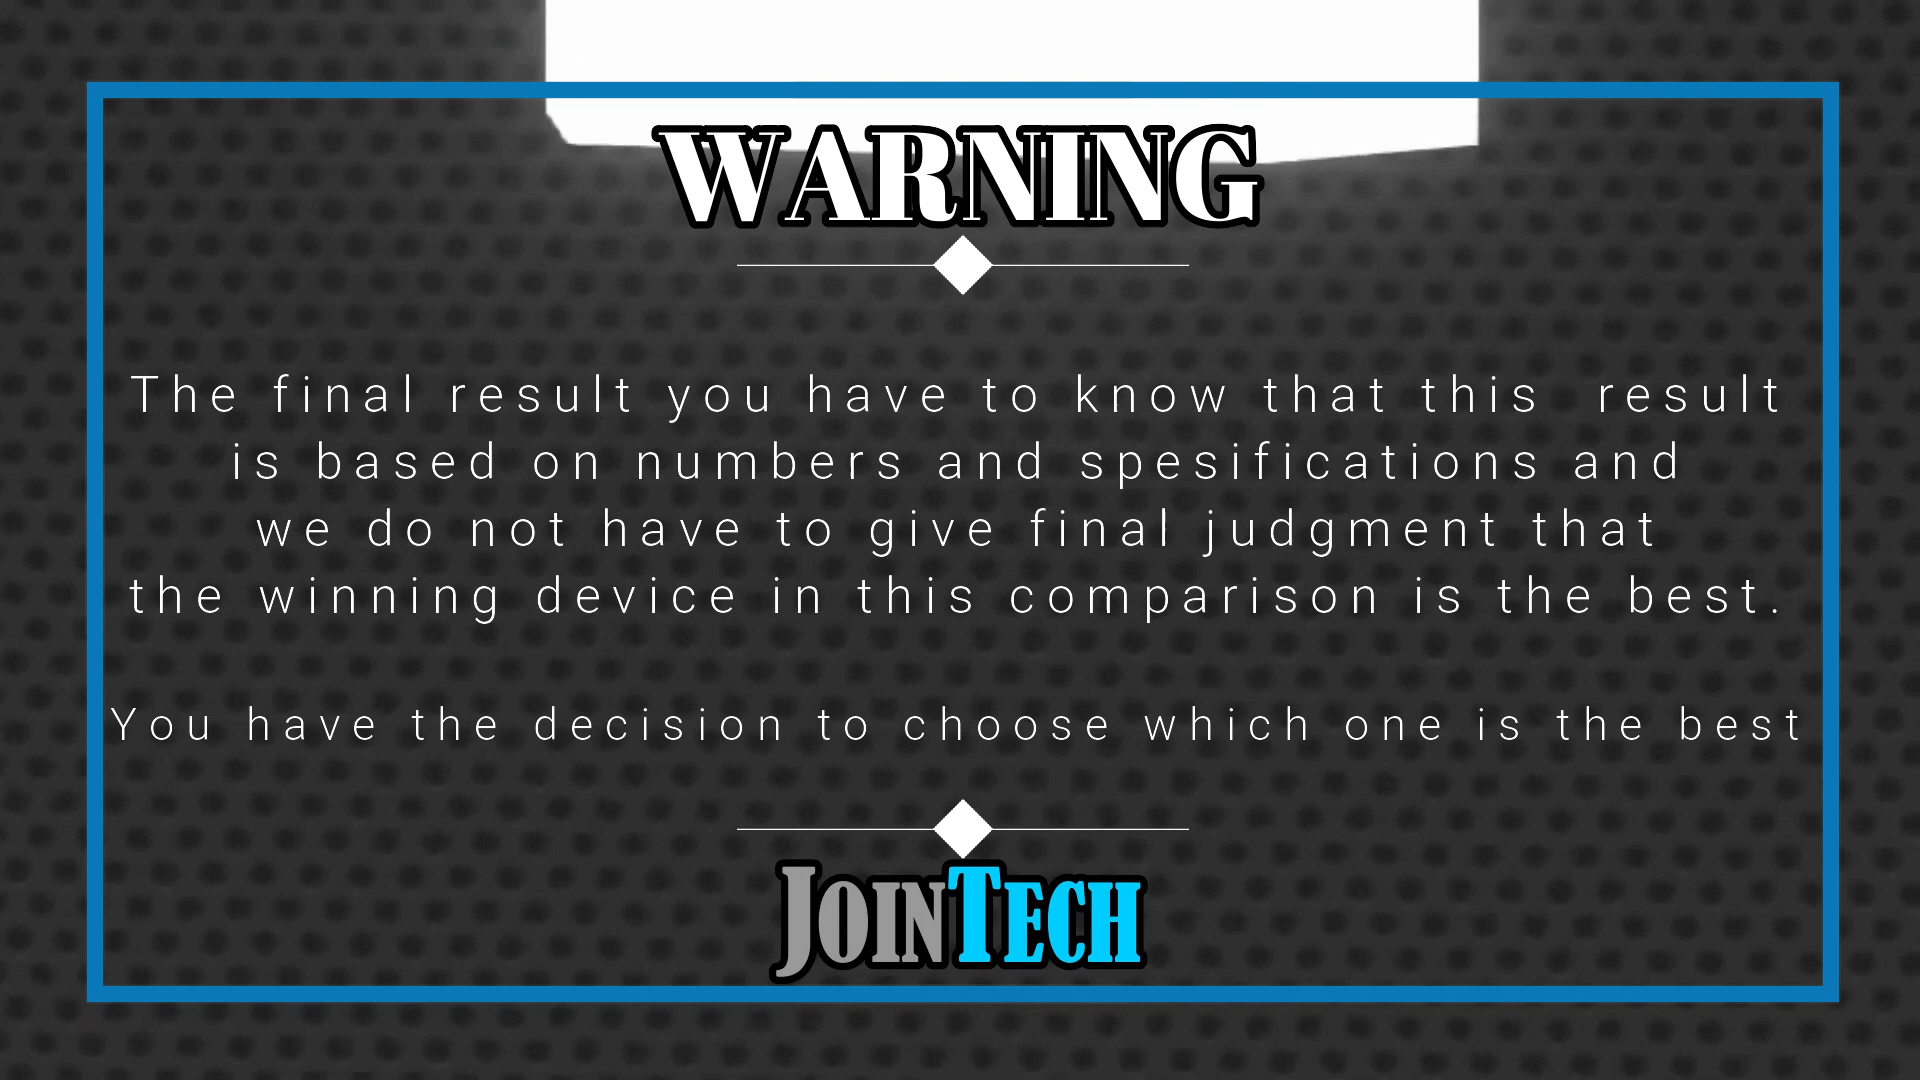 WARNING
The final result you have to know that this result
is based on numbers and spesifications and
we do not have to give final judgment that
the winning device in this comparison is the best.
You have the decision to choose which one is the best
JOINTECH